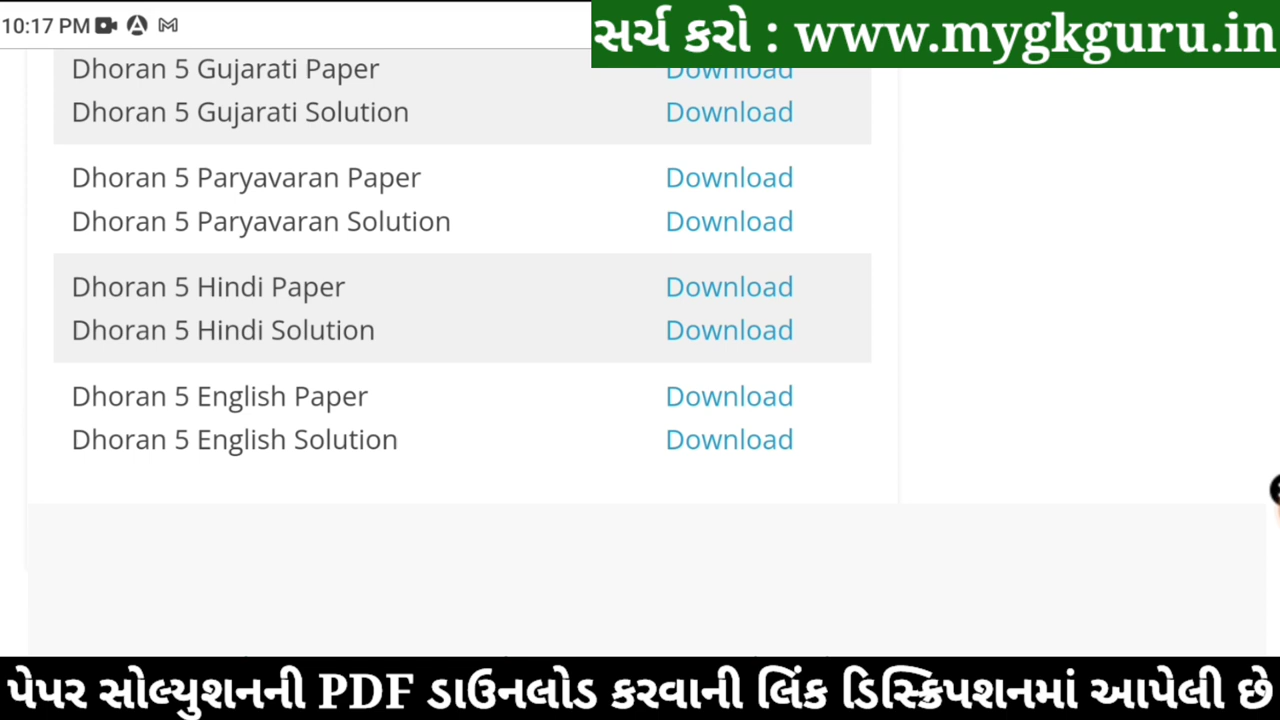 10:17 PM
સર્ચ કરો : www.mygkguru.in
Dhoran 5 Gujarati Paper Download
Dhoran 5 Gujarati Solution Download
Dhoran 5 Paryavaran Paper Download
Dhoran 5 Paryavaran Solution Download
Dhoran 5 Hindi Paper Download
Dhoran 5 Hindi Solution Download
Dhoran 5 English Paper Download
Dhoran 5 English Solution Download
પેપર સોલ્યુશનની PDF ડાઉનલોડ કરવાની લિંક ડિસ્ક્રિપશનમાં આપેલી છે